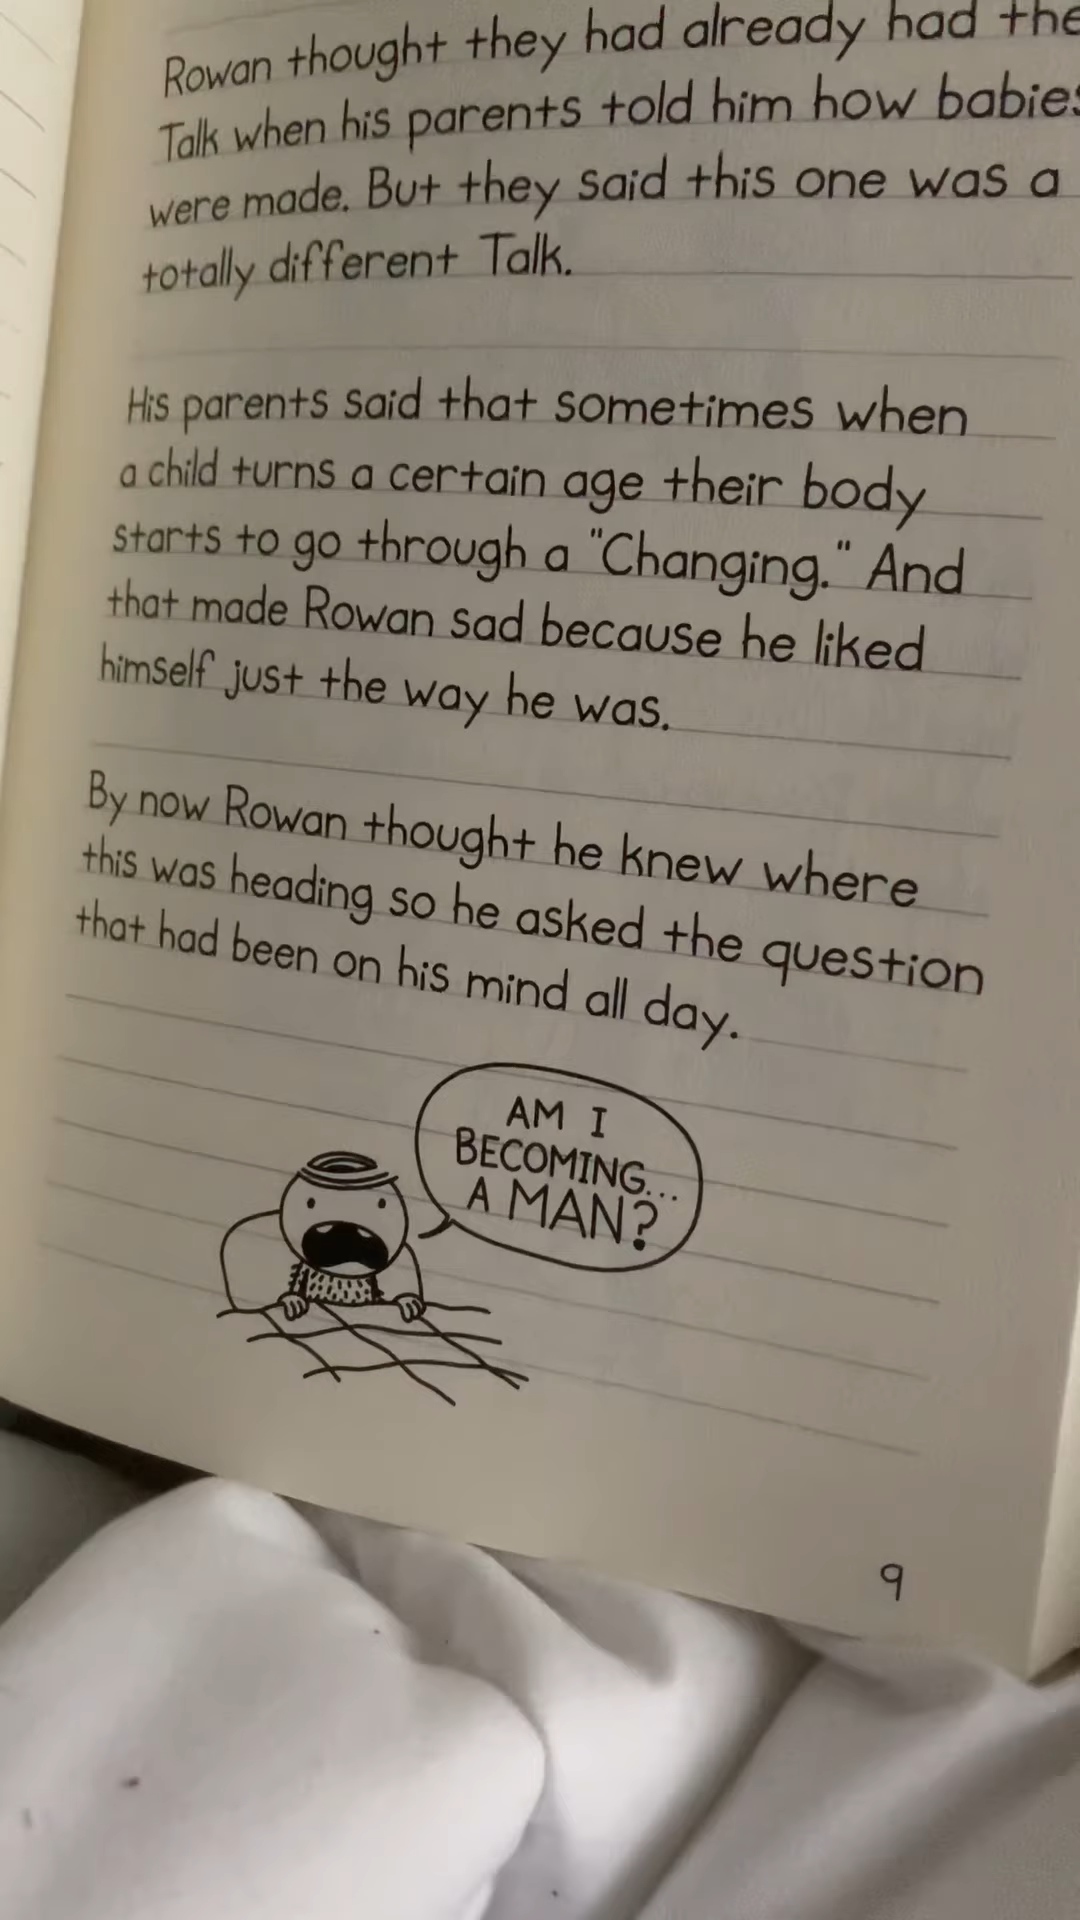 Rowan thought they had already had the
Talk when his parents told him how babies
were made. But they said this one was a
totally different Talk.
His parents said that sometimes when
a child turns a certain age their body
starts to go through a "Changing." And
that made Rowan sad because he liked
himself just the way he was.
By now Rowan thought he knew where
this was heading so he asked the question
that had been on his mind all day.
AM I
BECOMING...
A MAN?
9